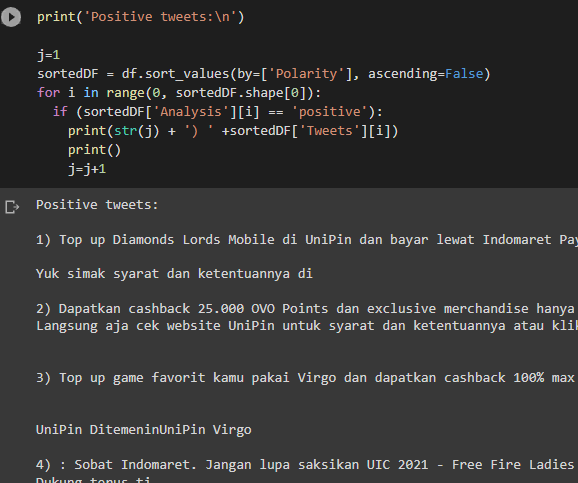 print('Positive tweets:\n')
j=1
sortedDF = df.sort_values(by=['Polarity'], ascending=False)
for i in range(0, sortedDF.shape[0]):
if (sortedDF['Analysis'][i] == 'positive'):
print(str(j) + ') ' +sortedDF['Tweets'][i])
print()
j=j+1
Positive tweets:
1) Top up Diamonds Lords Mobile di UniPin dan bayar lewat Indomaret Pay
Yuk simak syarat dan ketentuannya di
2) Dapatkan cashback 25.000 OVO Points dan exclusive merchandise hanya
Langsung aja cek website UniPin untuk syarat dan ketentuannya atau klik
3) Top up game favorit kamu pakai Virgo dan dapatkan cashback 100% max
UniPin DitemeninUniPin Virgo
4) : Sobat Indomaret. Jangan lupa saksikan UIC 2021 - Free Fire Ladies
Dukung terus ti